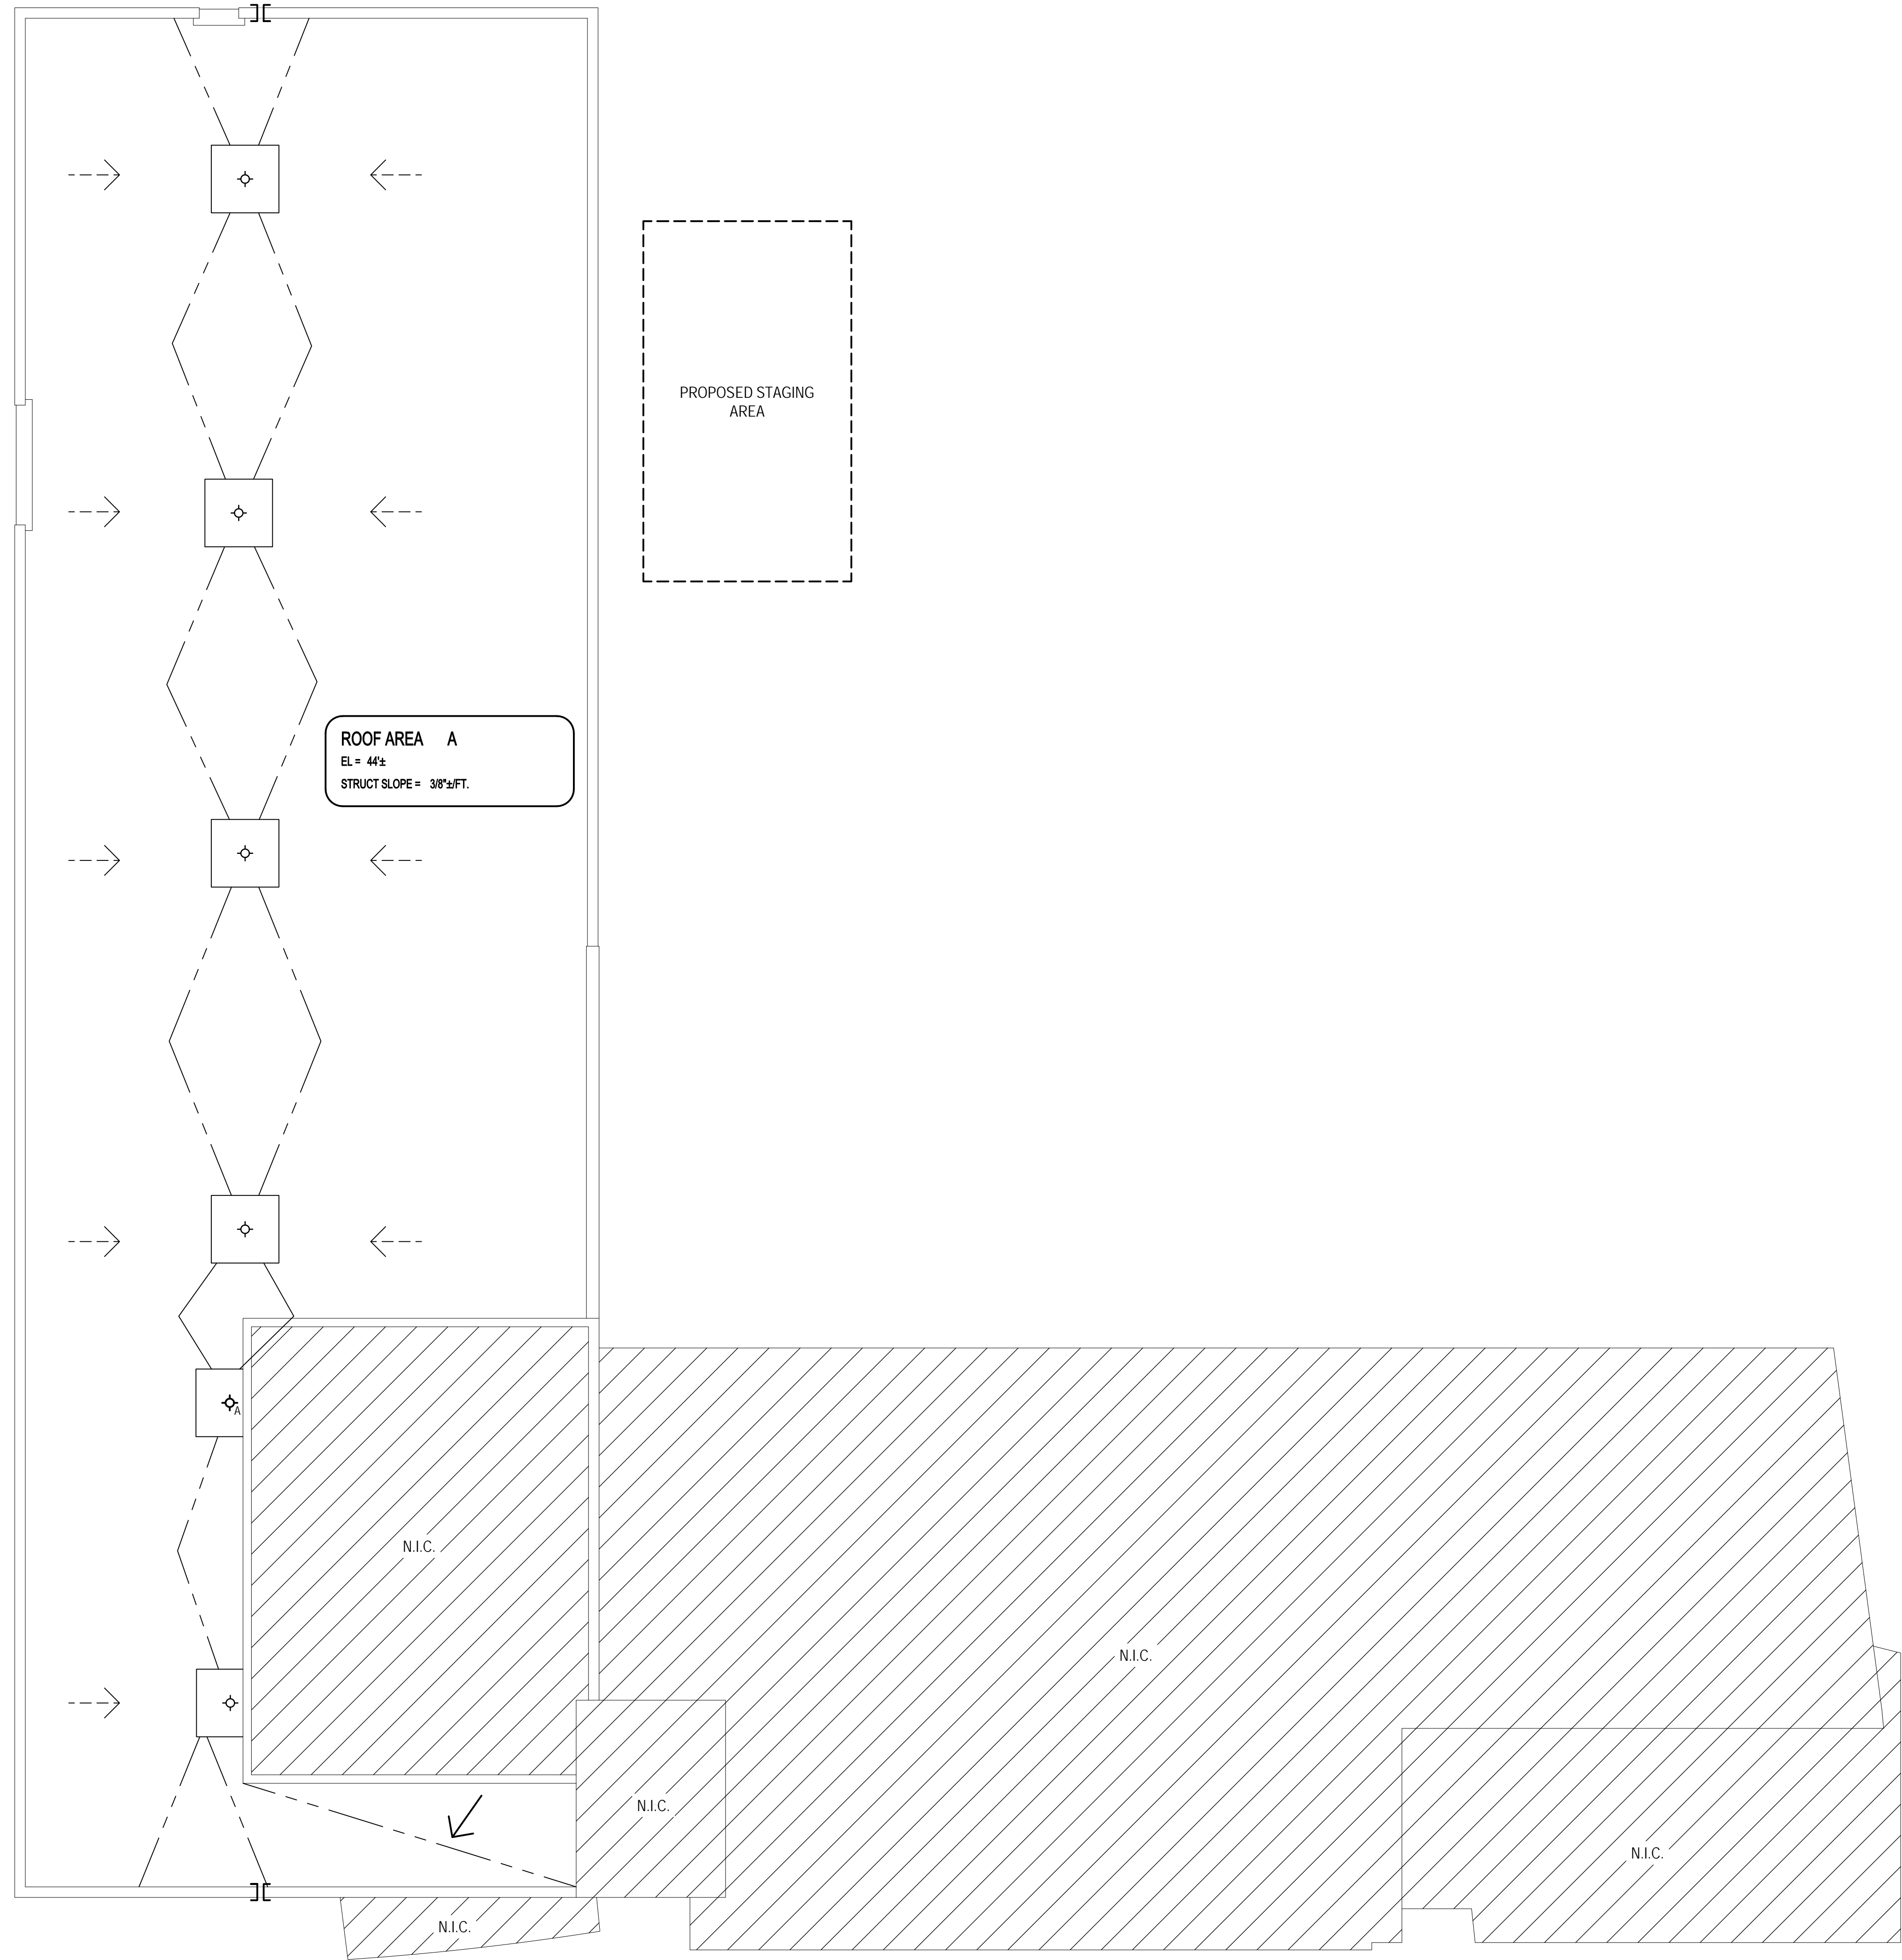 PROPOSED STAGING
AREA
ROOF AREA A
EL = 44'±
STRUCT SLOPE = 3/8"±/FT.
A
N.I.C.
N.I.C.
N.I.C.
N.I.C.
N.I.C.